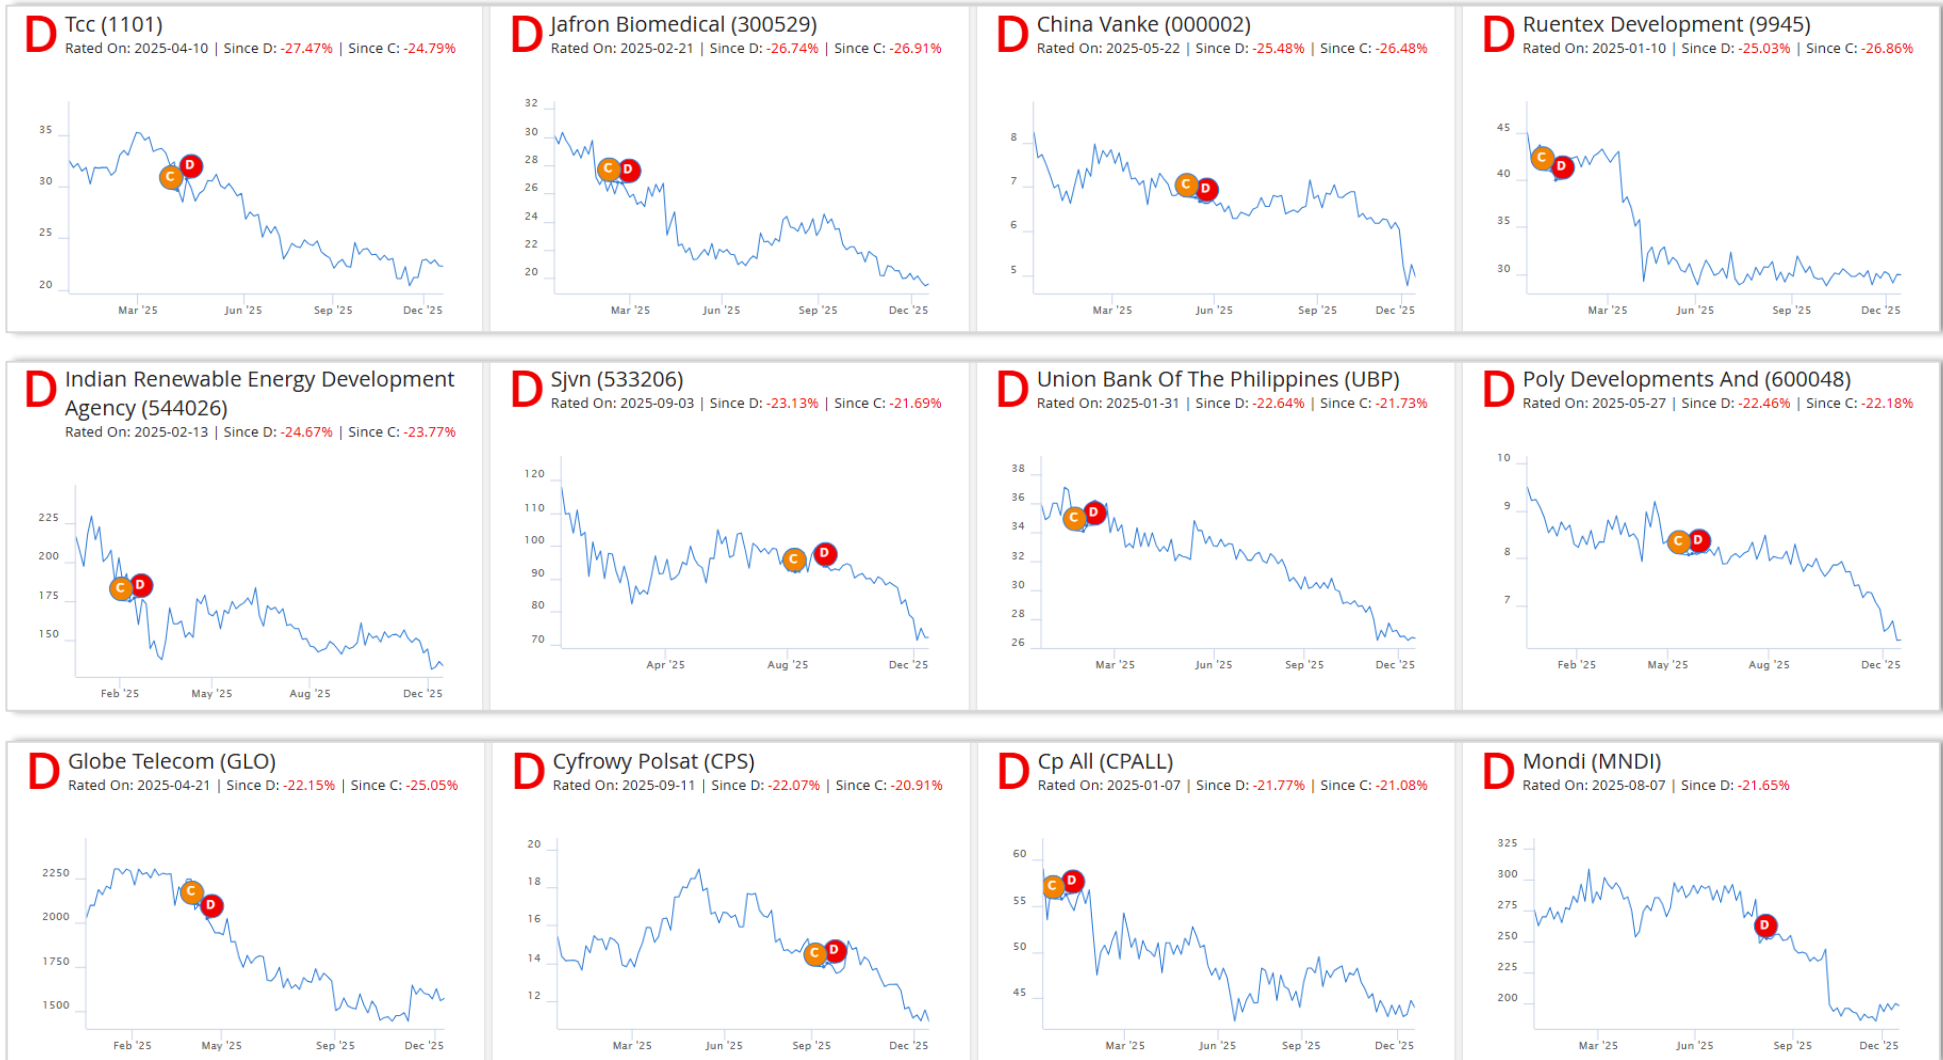 D Tcc (1101)
Rated On: 2025-04-10 | Since D: -27.47% | Since C: -24.79%
35
30
25
20
C D
Mar '25 Jun '25 Sep '25 Dec '25
D Jafron Biomedical (300529)
Rated On: 2025-02-21 | Since D: -26.74% | Since C: -26.91%
32
30
28
26
24
22
20
C D
Mar '25 Jun '25 Sep '25 Dec '25
D China Vanke (000002)
Rated On: 2025-05-22 | Since D: -25.48% | Since C: -26.48%
8
7
6
5
C D
Mar '25 Jun '25 Sep '25 Dec '25
D Ruentex Development (9945)
Rated On: 2025-01-10 | Since D: -25.03% | Since C: -26.86%
45
40
35
30
C D
Mar '25 Jun '25 Sep '25 Dec '25
D Indian Renewable Energy Development
Agency (544026)
Rated On: 2025-02-13 | Since D: -24.67% | Since C: -23.77%
225
200
175
150
C D
Feb '25 May '25 Aug '25 Dec '25
D Sjvn (533206)
Rated On: 2025-09-03 | Since D: -23.13% | Since C: -21.69%
120
110
100
90
80
70
C D
Apr '25 Aug '25 Dec '25
D Union Bank Of The Philippines (UBP)
Rated On: 2025-01-31 | Since D: -22.64% | Since C: -21.73%
38
36
34
32
30
28
26
C D
Mar '25 Jun '25 Sep '25 Dec '25
D Poly Developments And (600048)
Rated On: 2025-05-27 | Since D: -22.46% | Since C: -22.18%
10
9
8
7
C D
Feb '25 May '25 Aug '25 Dec '25
D Globe Telecom (GLO)
Rated On: 2025-04-21 | Since D: -22.15% | Since C: -25.05%
2250
2000
1750
1500
C D
Feb '25 May '25 Sep '25 Dec '25
D Cyfrowy Polsat (CPS)
Rated On: 2025-09-11 | Since D: -22.07% | Since C: -20.91%
20
18
16
14
12
C D
Mar '25 Jun '25 Sep '25 Dec '25
D Cp All (CPALL)
Rated On: 2025-01-07 | Since D: -21.77% | Since C: -21.08%
60
55
50
45
C D
Mar '25 Jun '25 Sep '25 Dec '25
D Mondi (MNDI)
Rated On: 2025-08-07 | Since D: -21.65%
325
300
275
250
225
200
D
Mar '25 Jun '25 Sep '25 Dec '25